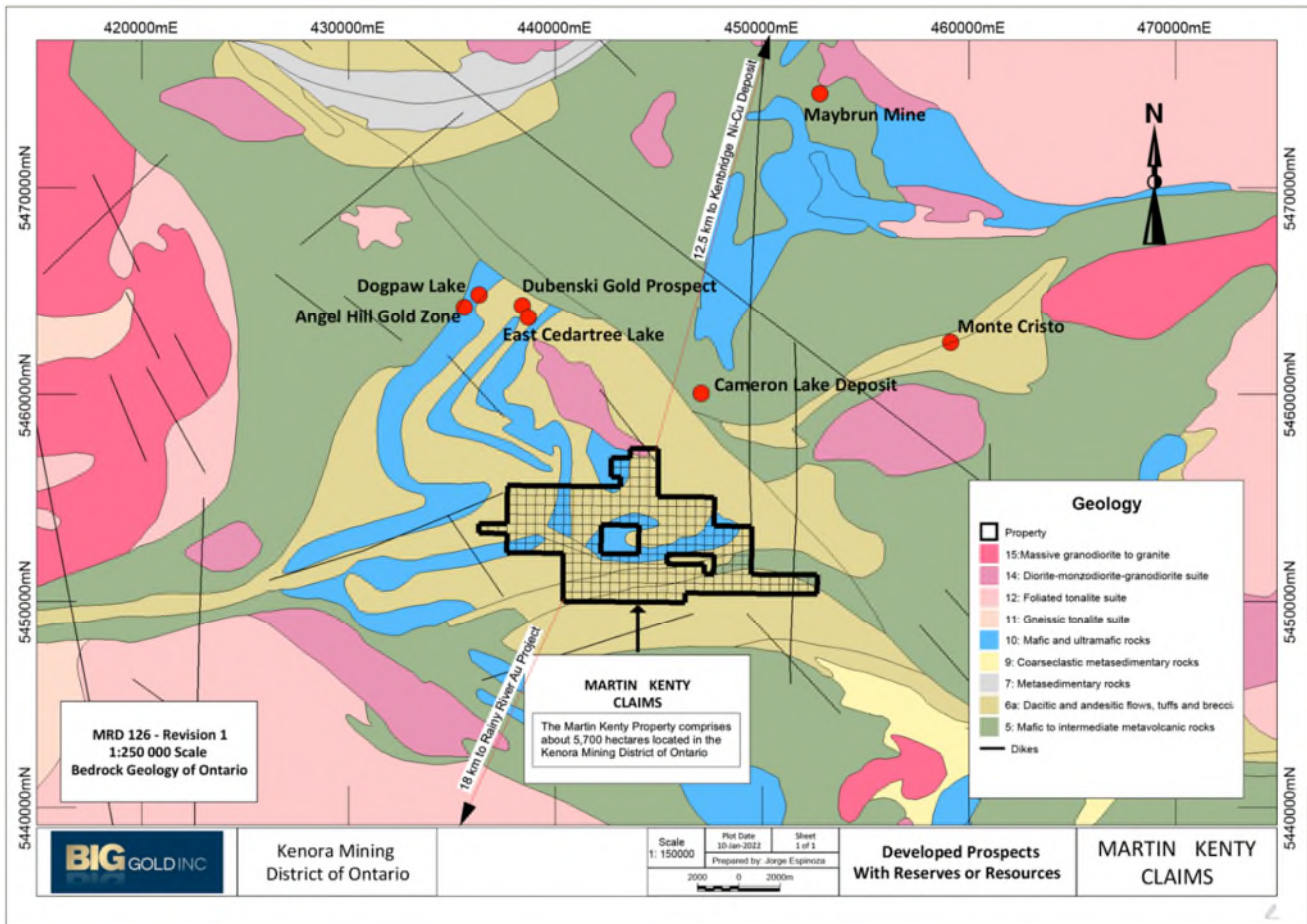 420000mE
430000mE
440000mE
450000mE
460000mE
470000mE
5470000mN
5460000mN
5450000mN
5440000mN
5470000mN
5460000mN
5450000mN
5440000mN
N
12.5 km to Kenbridge Ni-Cu Deposit
Maybrun Mine
Dogpaw Lake
Dubenski Gold Prospect
Angel Hill Gold Zone
East Cedartree Lake
Monte Cristo
Cameron Lake Deposit
18 km to Rainy River Au Project
Geology
Property
15:Massive granodiorite to granite
14: Diorite-monzodiorite-granodiorite suite
12: Foliated tonalite suite
11: Gneissic tonalite suite
10: Mafic and ultramafic rocks
9: Coarseclastic metasedimentary rocks
7: Metasedimentary rocks
6a: Dacitic and andesitic flows, tuffs and brecci
5: Mafic to intermediate metavolcanic rocks
Dikes
MARTIN KENTY
CLAIMS
The Martin Kenty Property comprises
about 5,700 hectares located in the
Kenora Mining District of Ontario
MRD 126 - Revision 1
1:250 000 Scale
Bedrock Geology of Ontario
BIG GOLD INC
Kenora Mining
District of Ontario
Scale
1: 150000
Plot Date
10-Jan-2022
Sheet
1 of 1
Prepared by: Jorge Espinoza
2000 0 2000m
Developed Prospects
With Reserves or Resources
MARTIN KENTY
CLAIMS